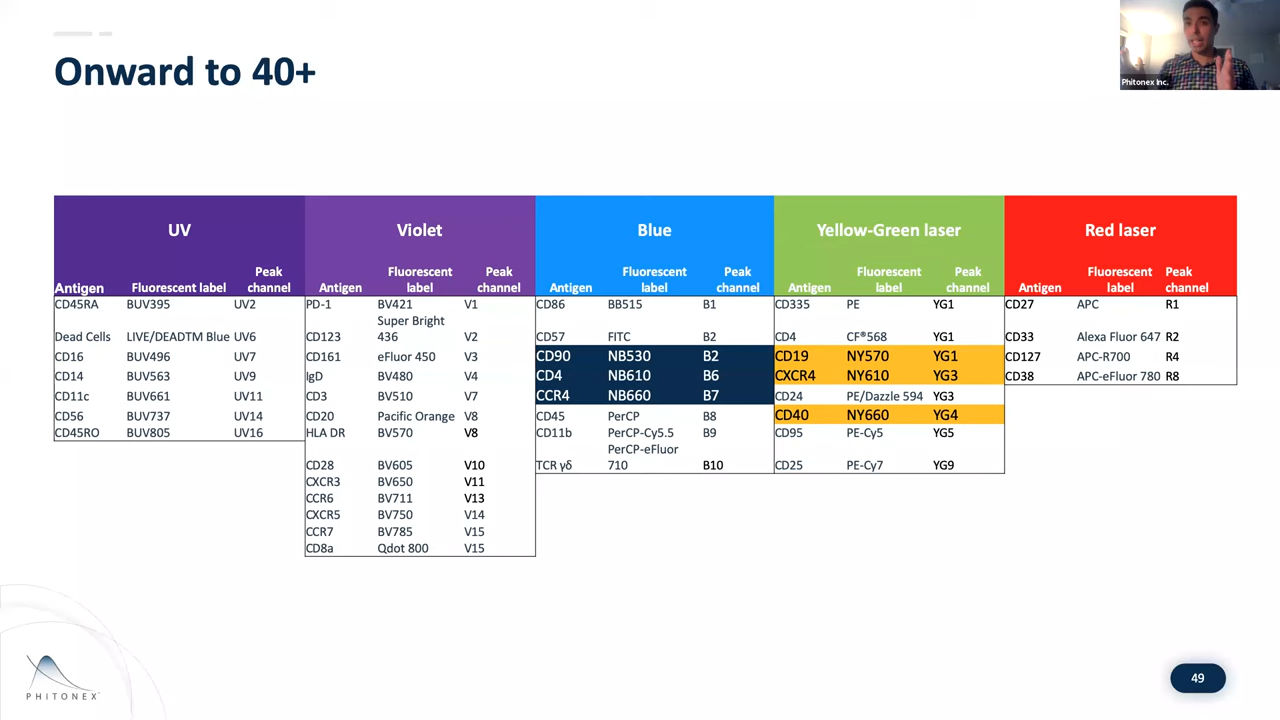 Onward to 40+
Phitonex Inc.
UV Violet Blue Yellow-Green laser Red laser
Antigen Fluorescent label Peak channel Antigen Fluorescent label Peak channel Antigen Fluorescent label Peak channel Antigen Fluorescent label Peak channel Antigen Fluorescent label Peak channel
CD45RA BUV395 UV2
Dead Cells LIVE/DEADTM Blue UV6
CD16 BUV496 UV7
CD14 BUV563 UV9
CD11c BUV661 UV11
CD56 BUV737 UV14
CD45RO BUV805 UV16
PD-1 BV421 V1
CD123 Super Bright 436 V2
CD161 eFluor 450 V3
IgD BV480 V4
CD3 BV510 V7
CD20 Pacific Orange V8
HLA DR BV570 V8
CD28 BV605 V10
CXCR3 BV650 V11
CCR6 BV711 V13
CXCR5 BV750 V14
CCR7 BV785 V15
CD8a Qdot 800 V15
CD86 BB515 B1
CD57 FITC B2
CD90 NB530 B2
CD4 NB610 B6
CCR4 NB660 B7
CD45 PerCP B8
CD11b PerCP-Cy5.5 B9
TCR γδ PerCP-eFluor 710 B10
CD335 PE YG1
CD4 CF®568 YG1
CD19 NY570 YG1
CXCR4 NY610 YG3
CD24 PE/Dazzle 594 YG3
CD40 NY660 YG4
CD95 PE-Cy5 YG5
CD25 PE-Cy7 YG9
CD27 APC R1
CD33 Alexa Fluor 647 R2
CD127 APC-R700 R4
CD38 APC-eFluor 780 R8
PHITONEX
49